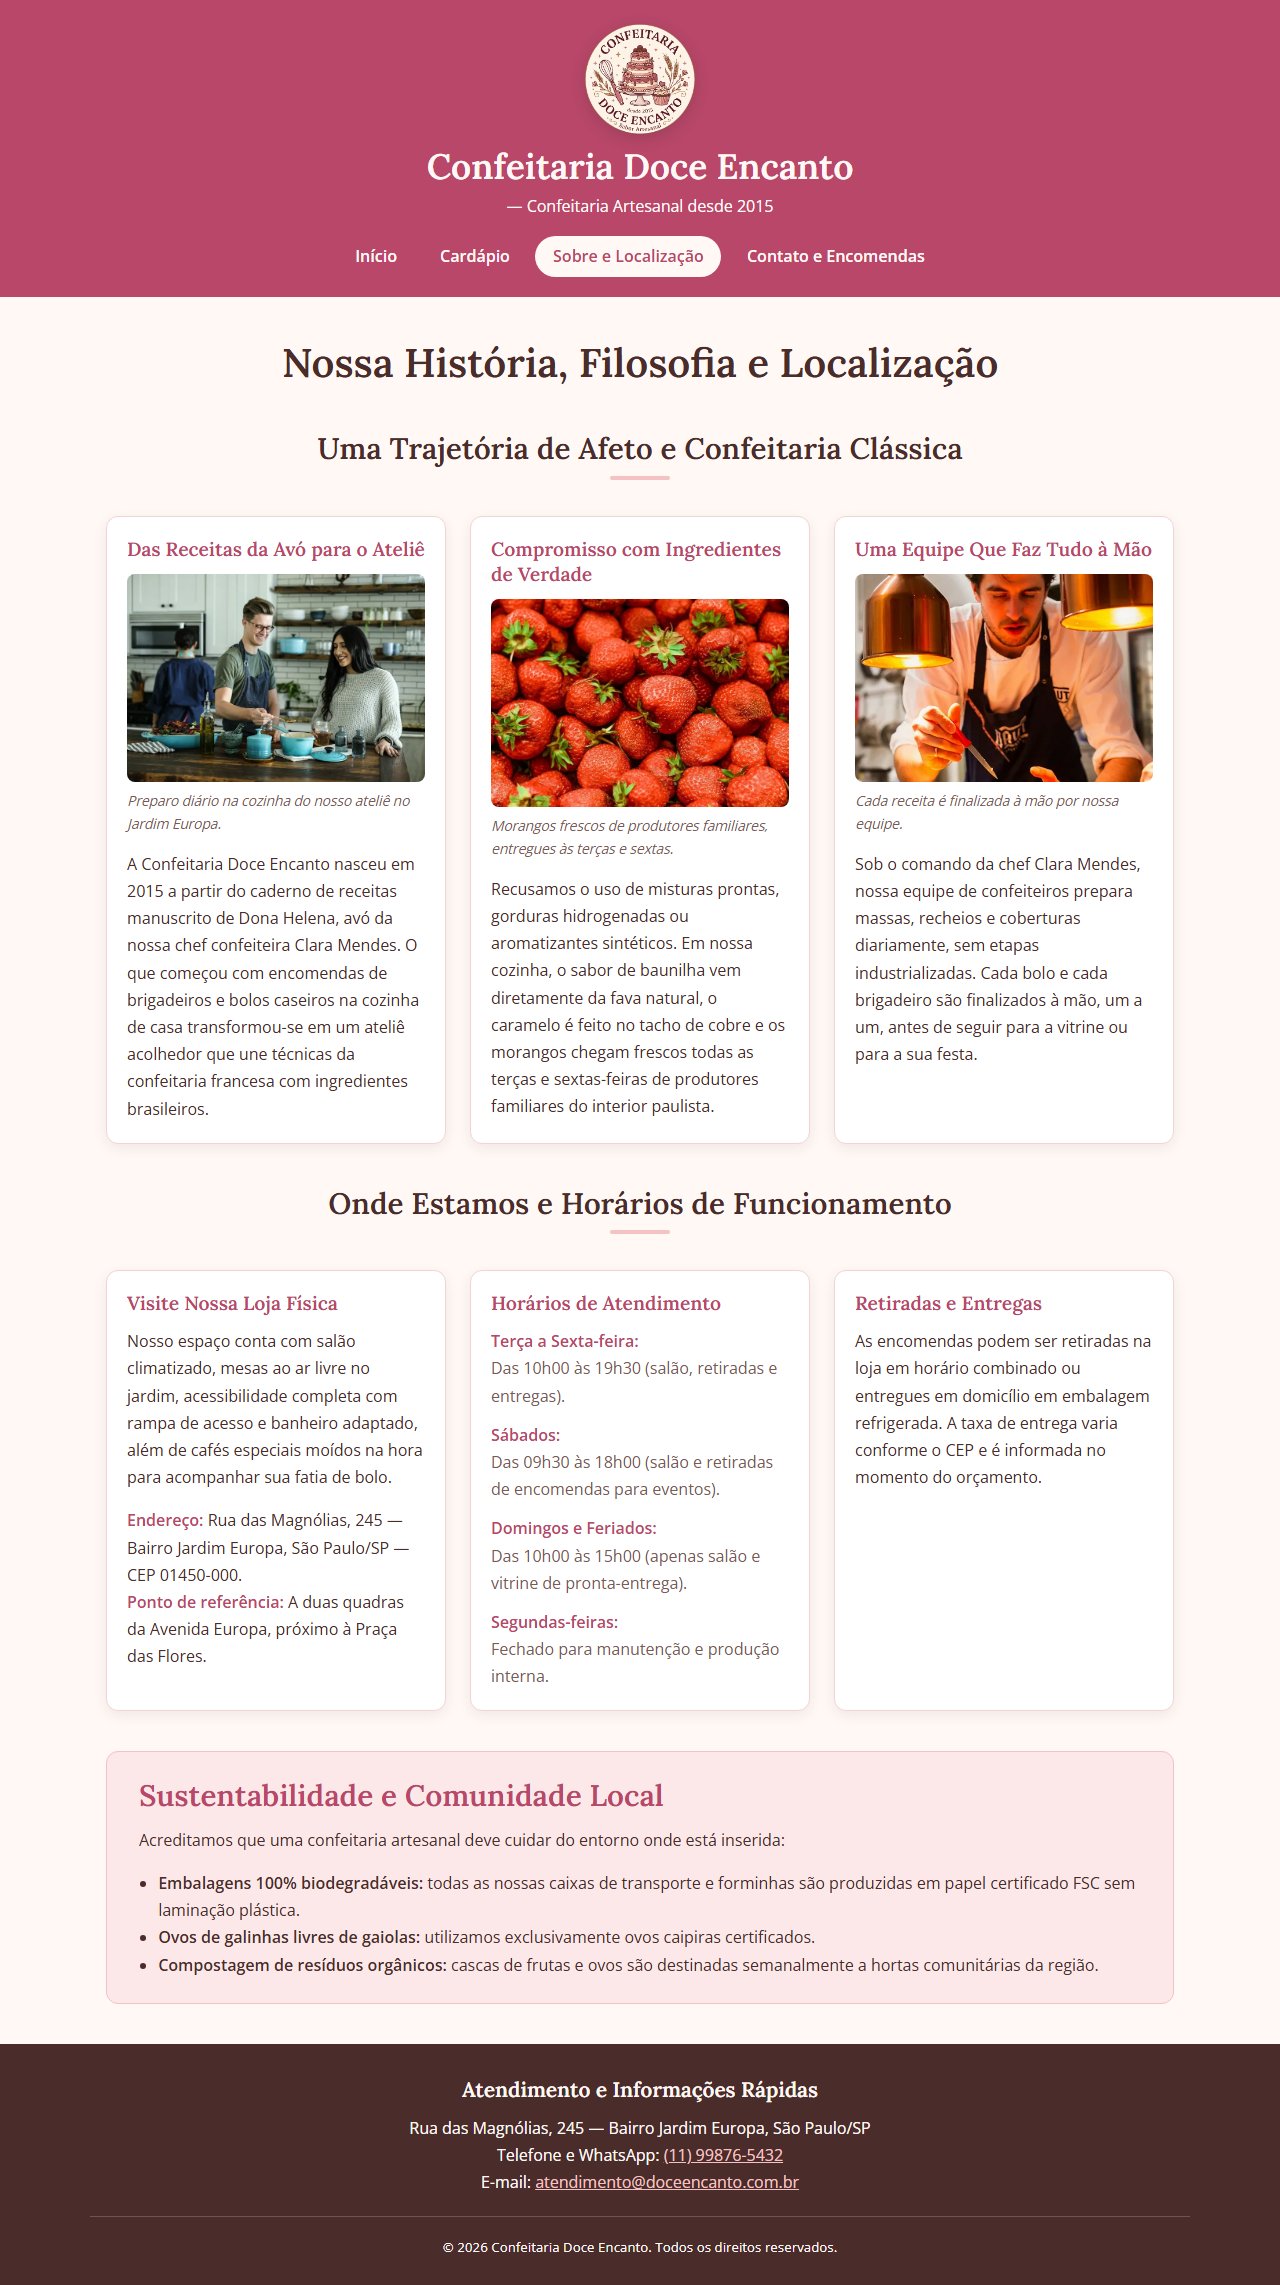 CONFEITARIA
desde 2015
DOCE ENCANTO
Sabor Artesanal
Confeitaria Doce Encanto
— Confeitaria Artesanal desde 2015
Início Cardápio Sobre e Localização Contato e Encomendas
Nossa História, Filosofia e Localização
Uma Trajetória de Afeto e Confeitaria Clássica
Das Receitas da Avó para o Ateliê
Preparo diário na cozinha do nosso ateliê no
Jardim Europa.
A Confeitaria Doce Encanto nasceu em
2015 a partir do caderno de receitas
manuscrito de Dona Helena, avó da
nossa chef confeiteira Clara Mendes. O
que começou com encomendas de
brigadeiros e bolos caseiros na cozinha
de casa transformou-se em um ateliê
acolhedor que une técnicas da
confeitaria francesa com ingredientes
brasileiros.
Compromisso com Ingredientes
de Verdade
Morangos frescos de produtores familiares,
entregues às terças e sextas.
Recusamos o uso de misturas prontas,
gorduras hidrogenadas ou
aromatizantes sintéticos. Em nossa
cozinha, o sabor de baunilha vem
diretamente da fava natural, o
caramelo é feito no tacho de cobre e os
morangos chegam frescos todas as
terças e sextas-feiras de produtores
familiares do interior paulista.
Uma Equipe Que Faz Tudo à Mão
Cada receita é finalizada à mão por nossa
equipe.
Sob o comando da chef Clara Mendes,
nossa equipe de confeiteiros prepara
massas, recheios e coberturas
diariamente, sem etapas
industrializadas. Cada bolo e cada
brigadeiro são finalizados à mão, um a
um, antes de seguir para a vitrine ou
para a sua festa.
Onde Estamos e Horários de Funcionamento
Visite Nossa Loja Física
Nosso espaço conta com salão
climatizado, mesas ao ar livre no
jardim, acessibilidade completa com
rampa de acesso e banheiro adaptado,
além de cafés especiais moídos na hora
para acompanhar sua fatia de bolo.
Endereço: Rua das Magnólias, 245 —
Bairro Jardim Europa, São Paulo/SP —
CEP 01450-000.
Ponto de referência: A duas quadras
da Avenida Europa, próximo à Praça
das Flores.
Horários de Atendimento
Terça a Sexta-feira:
Das 10h00 às 19h30 (salão, retiradas e
entregas).
Sábados:
Das 09h30 às 18h00 (salão e retiradas
de encomendas para eventos).
Domingos e Feriados:
Das 10h00 às 15h00 (apenas salão e
vitrine de pronta-entrega).
Segundas-feiras:
Fechado para manutenção e produção
interna.
Retiradas e Entregas
As encomendas podem ser retiradas na
loja em horário combinado ou
entregues em domicílio em embalagem
refrigerada. A taxa de entrega varia
conforme o CEP e é informada no
momento do orçamento.
Sustentabilidade e Comunidade Local
Acreditamos que uma confeitaria artesanal deve cuidar do entorno onde está inserida:
• Embalagens 100% biodegradáveis: todas as nossas caixas de transporte e forminhas são produzidas em papel certificado FSC sem
laminação plástica.
• Ovos de galinhas livres de gaiolas: utilizamos exclusivamente ovos caipiras certificados.
• Compostagem de resíduos orgânicos: cascas de frutas e ovos são destinadas semanalmente a hortas comunitárias da região.
Atendimento e Informações Rápidas
Rua das Magnólias, 245 — Bairro Jardim Europa, São Paulo/SP
Telefone e WhatsApp: (11) 99876-5432
E-mail: atendimento@doceencanto.com.br
© 2026 Confeitaria Doce Encanto. Todos os direitos reservados.